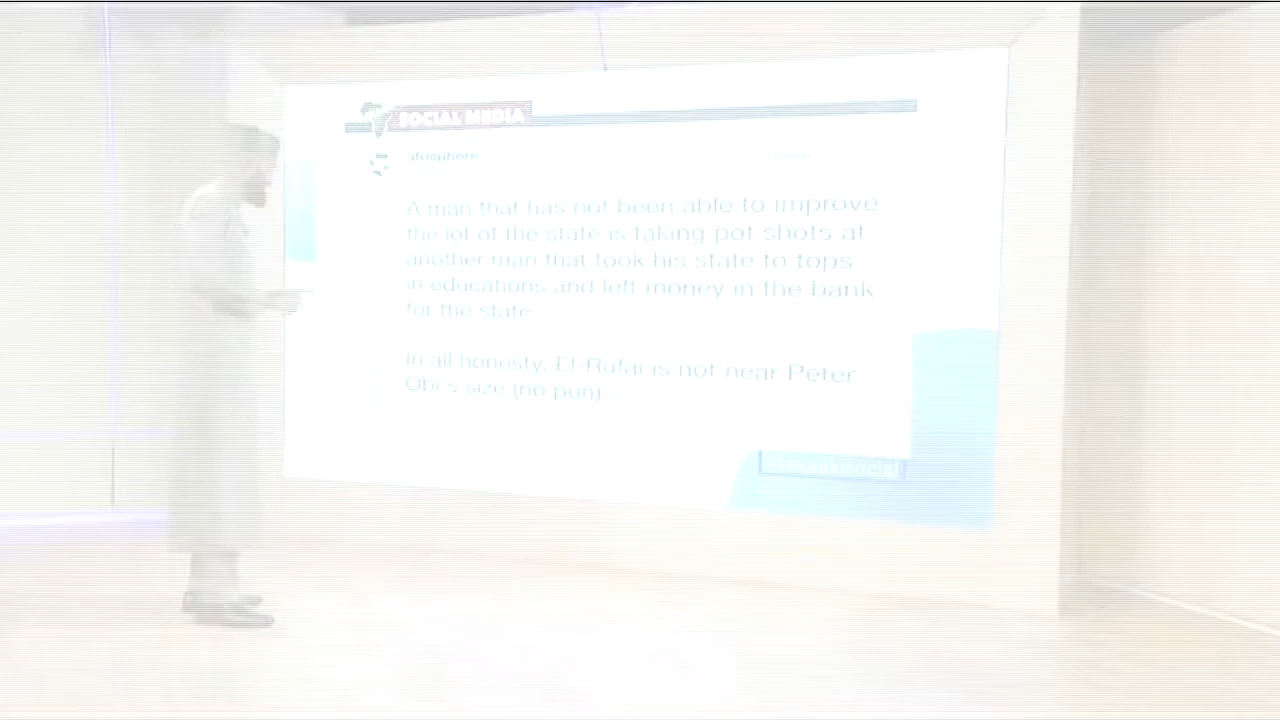 SOCIAL MEDIA
A man that has not been able to improve
the lot of the state is taking pot shots at
another man that took his state to tops
in educations and left money in the bank
for the state
In all honesty, El-Rufai is not near Peter
Obi's size (no pun).